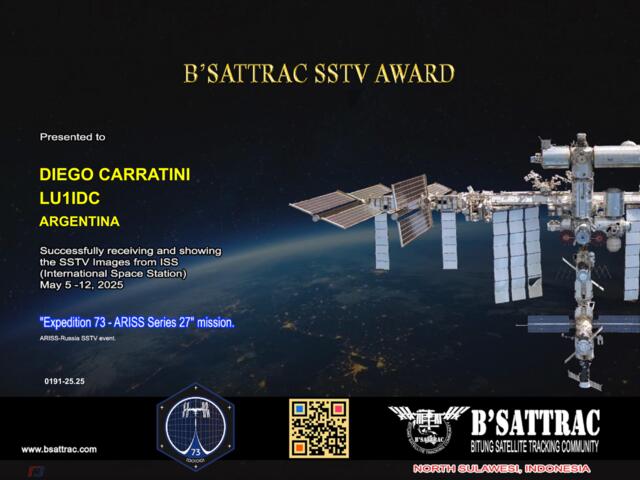 B'SATTRAC SSTV AWARD
Presented to
DIEGO CARRATINI
LU1IDC
ARGENTINA
Successfully receiving and showing
the SSTV Images from ISS
(International Space Station)
May 5 -12, 2025
"Expedition 73 - ARISS Series 27" mission.
ARISS-Russia SSTV event.
0191-25.25
www.bsattrac.com
73
B'SATTRAC
B'SATTRAC
BITUNG SATELLITE TRACKING COMMUNITY
NORTH SULAWESI, INDONESIA